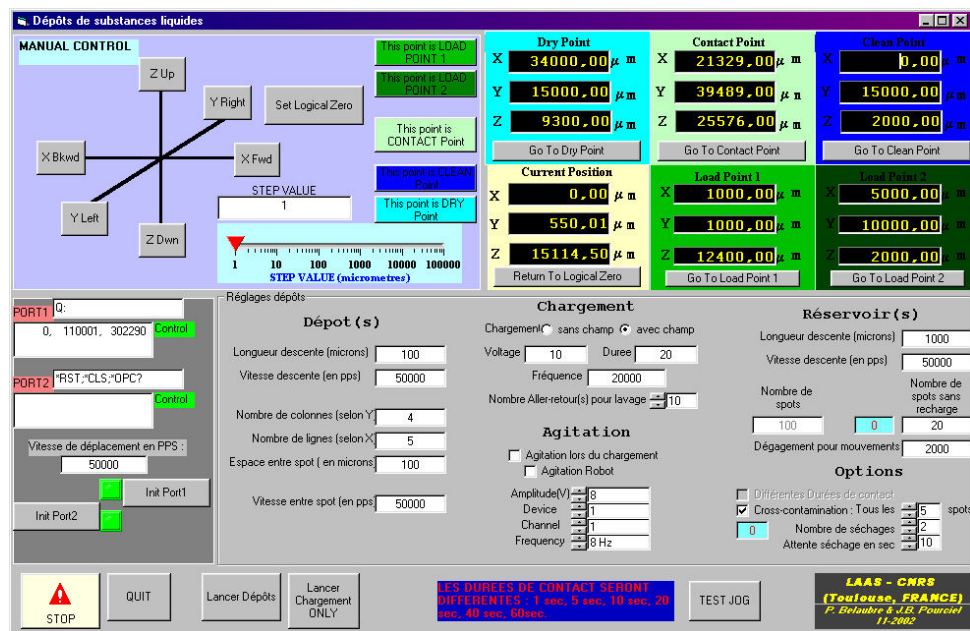 Dépôts de substances liquides
MANUAL CONTROL
Z Up
Y Right
Set Logical Zero
X Bkwd
X Fwd
Y Left
Z Dwn
STEP VALUE
1
1 10 100 1000 10000 100000
STEP VALUE (micrometres)
This point is LOAD
POINT 1
This point is LOAD
POINT 2
This point is
CONTACT Point
This point is CLEAN
Point
This point is DRY
Point
Dry Point
X 34000,00 μ m
Y 15000,00 μ m
Z 9300,00 μ m
Go To Dry Point
Contact Point
X 21329,00 μ m
Y 39489,00 μ n
Z 25576,00 μ m
Go To Contact Point
Clean Point
X 0,00 μ m
Y 15000,00 μ m
Z 2000,00 μ m
Go To Clean Point
Current Position
X 0,00 μ m
Y 550,01 μ m
Z 15114,50 μ m
Return To Logical Zero
Load Point 1
X 1000,00 μ m
Y 1000,00 μ m
Z 12400,00 μ m
Go To Load Point 1
Load Point 2
X 5000,00 μ m
Y 10000,00 μ m
Z 2000,00 μ m
Go To Load Point 2
PORT1 Q:
0, 110001, 302290 Control
PORT2 *RST;*CLS;*OPC?
Control
Vitesse de déplacement en PPS :
50000
Init Port1
Init Port2
Réglages dépôts
Dépot(s)
Longueur descente (microns) 100
Vitesse descente (en pps) 50000
Nombre de colonnes (selon Y) 4
Nombre de lignes (selon X) 5
Espace entre spot ( en microns) 100
Vitesse entre spot (en pps) 50000
Chargement
Chargement sans champ avec champ
Voltage 10 Duree 20
Fréquence 20000
Nombre Aller-retour(s) pour lavage 10
Agitation
Agitation lors du chargement
Agitation Robot
Amplitude(V) 8
Device 1
Channel 1
Frequency 8 Hz
Réservoir(s)
Longueur descente (microns) 1000
Vitesse descente (en pps) 50000
Nombre de
spots
100
0
Nombre de
spots sans
recharge
20
Dégagement pour mouvements 2000
Options
Différentes Durées de contact
Cross-contamination : Tous les 5 spots
0 Nombre de séchages 2
Attente séchage en sec 10
STOP
QUIT
Lancer Dépôts
Lancer
Chargement
ONLY
LES DUREES DE CONTACT SERONT
DIFFERENTES : 1 sec, 5 sec, 10 sec, 20
sec, 40 sec, 60sec.
TEST JOG
LAAS - CNRS
(Toulouse, FRANCE)
P. Belaubre & J.B. Pourciel
11-2002